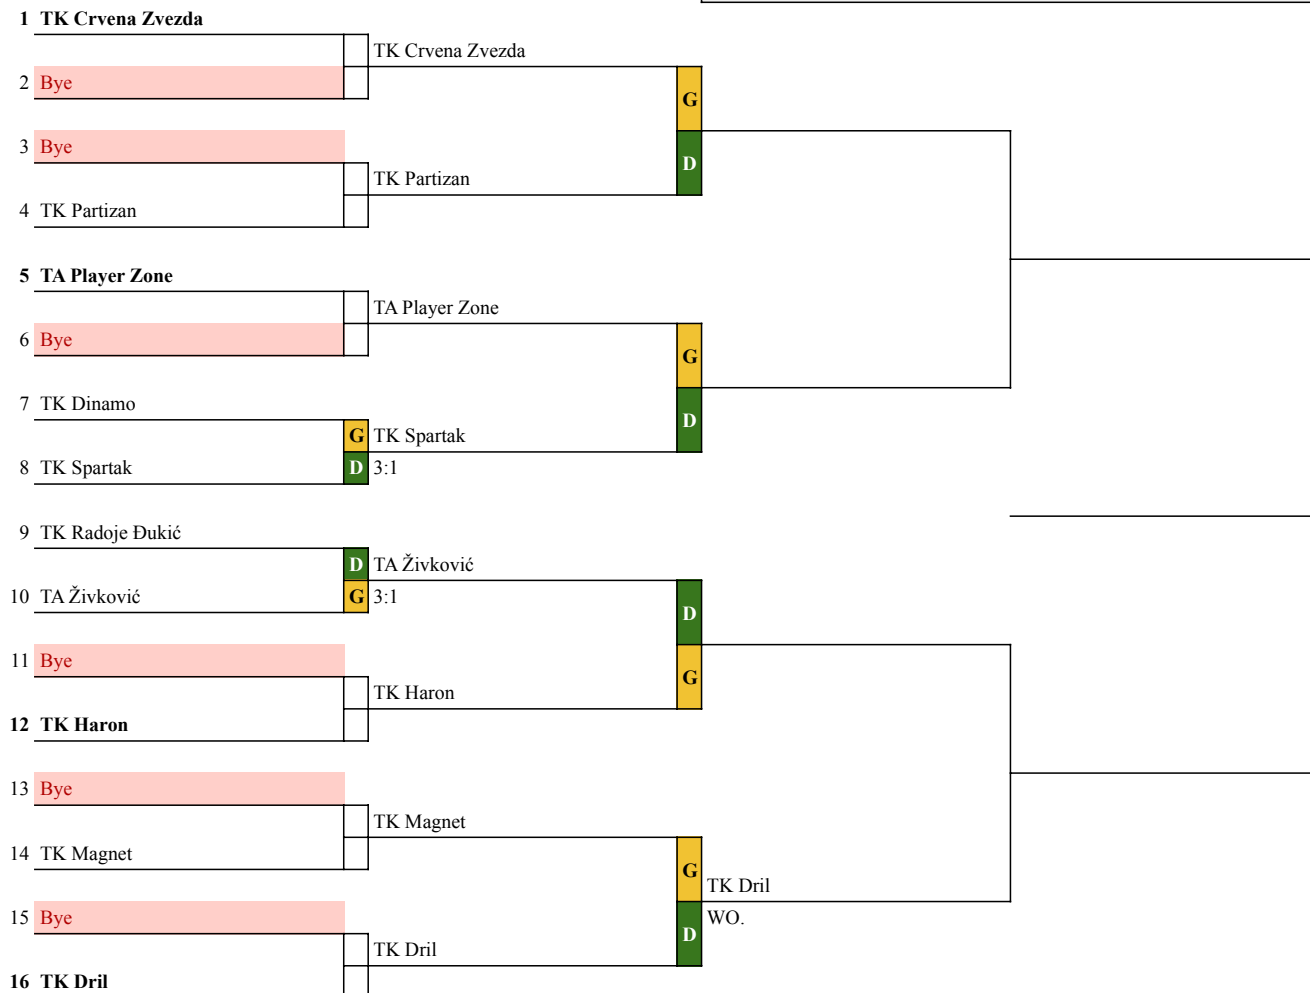 1 TK Crvena Zvezda
TK Crvena Zvezda
2 Bye
G
3 Bye
D
TK Partizan
4 TK Partizan
5 TA Player Zone
TA Player Zone
6 Bye
G
7 TK Dinamo
D
G TK Spartak
8 TK Spartak D 3:1
9 TK Radoje Đukić
D TA Živković
10 TA Živković G 3:1
D
11 Bye
G
TK Haron
12 TK Haron
13 Bye
TK Magnet
14 TK Magnet
G
TK Dril
15 Bye
WO.
D
TK Dril
16 TK Dril